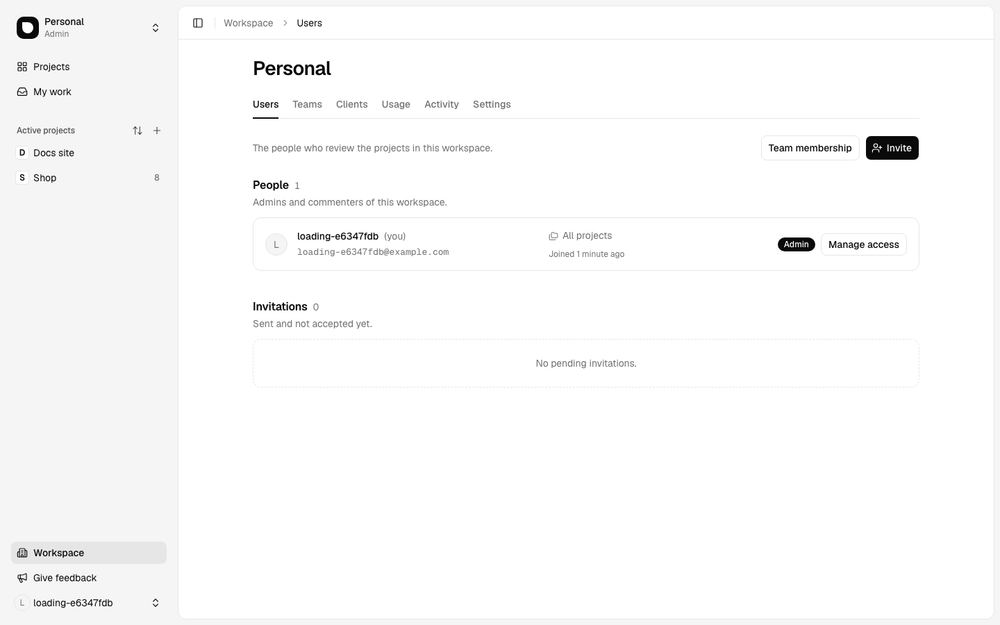 Personal
Admin
Projects
My work
Active projects
D Docs site
S Shop 8
Workspace
Give feedback
L loading-e6347fdb
Workspace > Users
Personal
Users Teams Clients Usage Activity Settings
The people who review the projects in this workspace.
Team membership
Invite
People 1
Admins and commenters of this workspace.
L
loading-e6347fdb (you)
loading-e6347fdb@example.com
All projects
Joined 1 minute ago
Admin
Manage access
Invitations 0
Sent and not accepted yet.
No pending invitations.